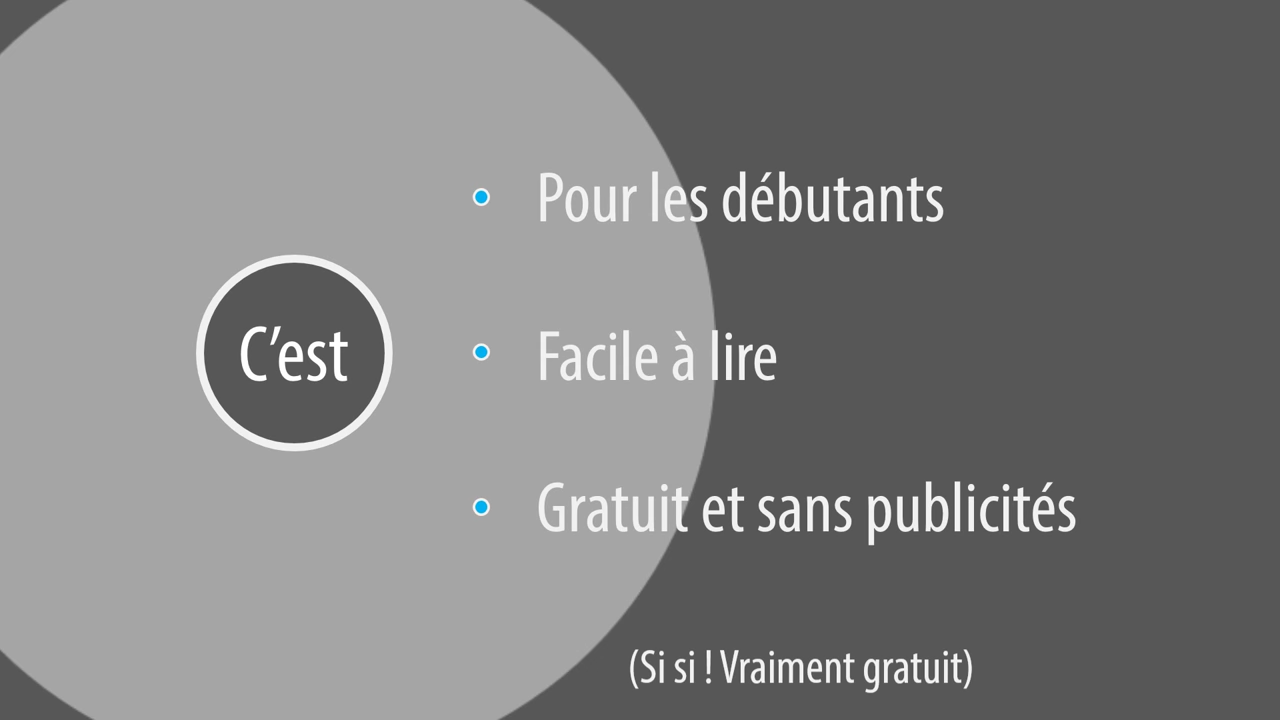 C’est
Pour les débutants
Facile à lire
Gratuit et sans publicités
(Si si ! Vraiment gratuit)